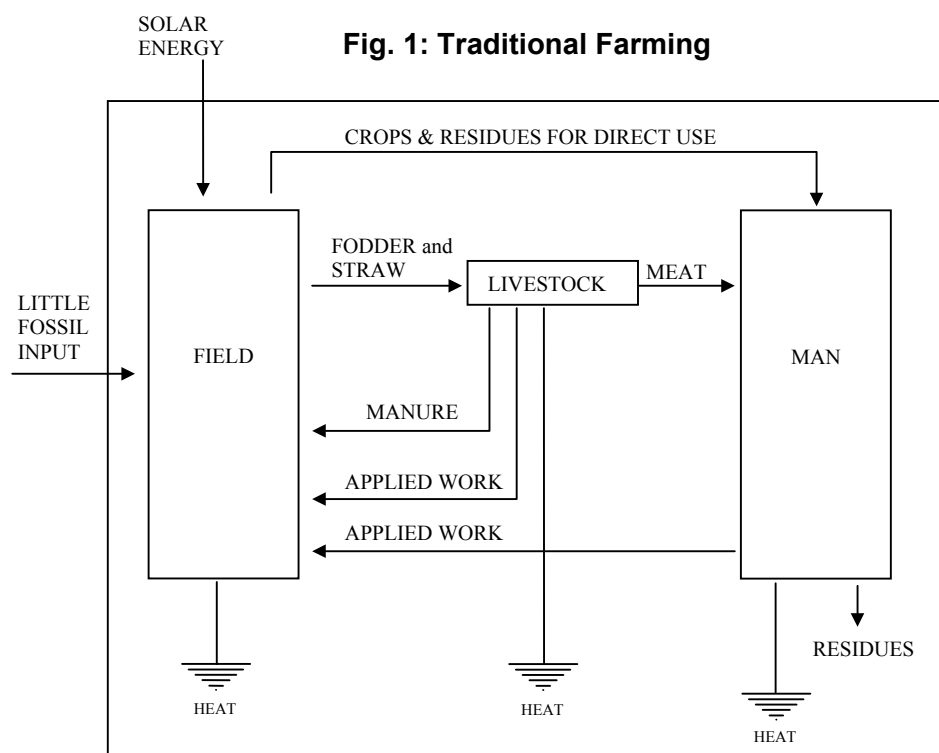 SOLAR
ENERGY
Fig. 1: Traditional Farming
CROPS & RESIDUES FOR DIRECT USE
FODDER and
STRAW
LIVESTOCK
MEAT
LITTLE
FOSSIL
INPUT
FIELD
MAN
MANURE
APPLIED WORK
APPLIED WORK
RESIDUES
HEAT
HEAT
HEAT